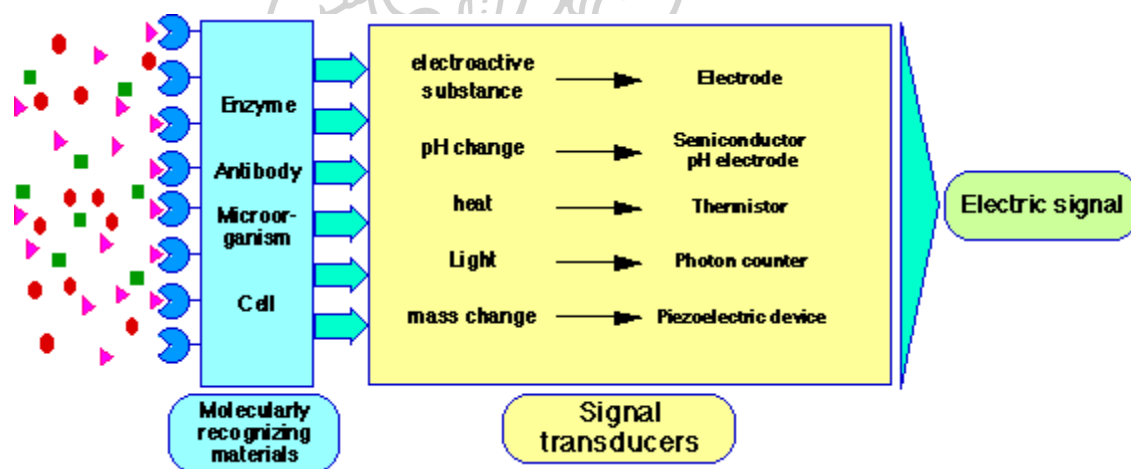 electroactive
substance
Electrode
Enzyme
pH change
Semiconductor
pH electrode
Antibody
heat
Thermistor
Microor-
ganism
Electric signal
Light
Photon counter
Cell
mass change
Piezoelectric device
Molecularly
recognizing
materials
Signal
transducers